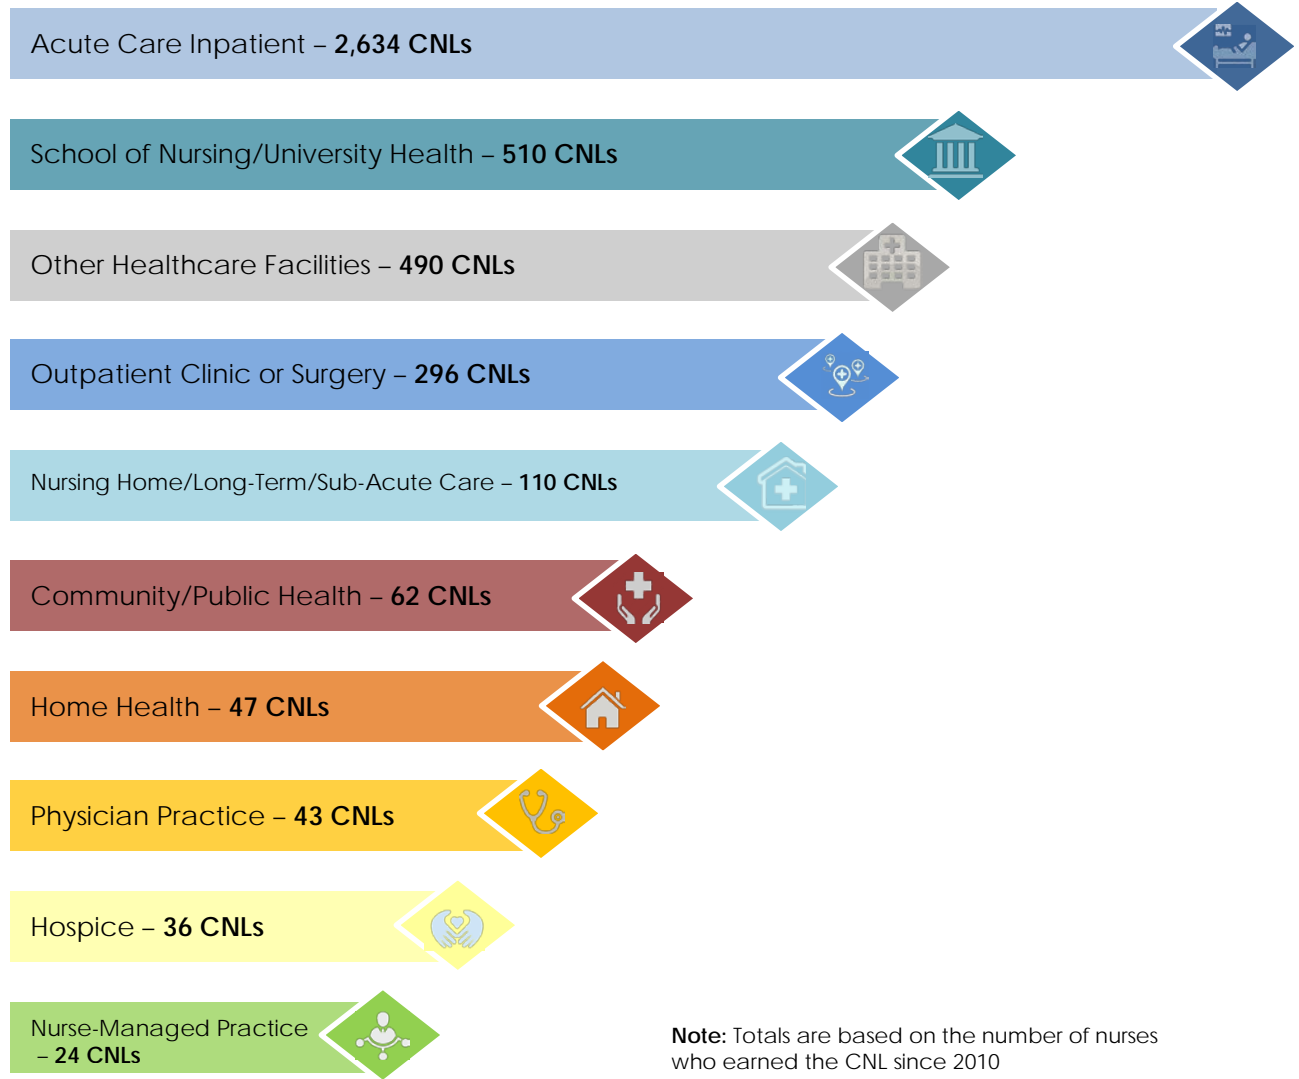 Acute Care Inpatient – 2,634 CNLs
School of Nursing/University Health – 510 CNLs
Other Healthcare Facilities – 490 CNLs
Outpatient Clinic or Surgery – 296 CNLs
Nursing Home/Long-Term/Sub-Acute Care – 110 CNLs
Community/Public Health – 62 CNLs
Home Health – 47 CNLs
Physician Practice – 43 CNLs
Hospice – 36 CNLs
Nurse-Managed Practice
– 24 CNLs
Note: Totals are based on the number of nurses
who earned the CNL since 2010